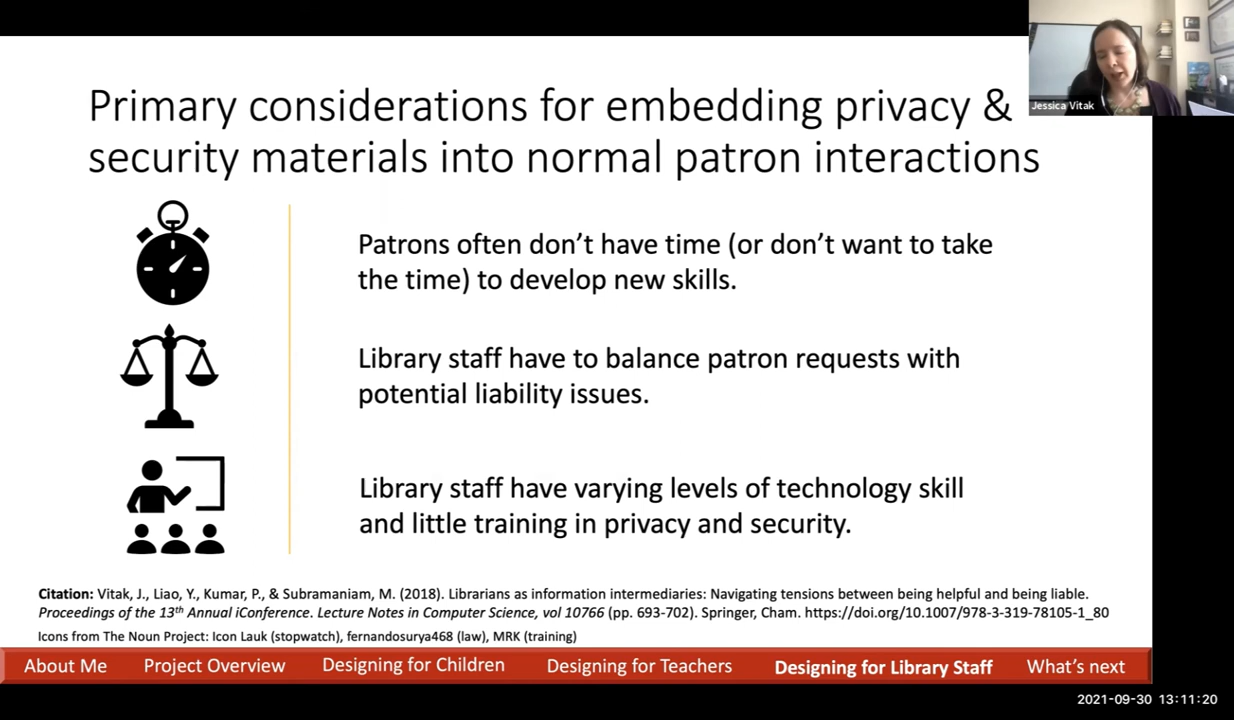 Jessica Vitak
Primary considerations for embedding privacy &
security materials into normal patron interactions
Patrons often don’t have time (or don’t want to take
the time) to develop new skills.
Library staff have to balance patron requests with
potential liability issues.
Library staff have varying levels of technology skill
and little training in privacy and security.
Citation: Vitak, J., Liao, Y., Kumar, P., & Subramaniam, M. (2018). Librarians as information intermediaries: Navigating tensions between being helpful and being liable.
Proceedings of the 13th Annual iConference. Lecture Notes in Computer Science, vol 10766 (pp. 693-702). Springer, Cham. https://doi.org/10.1007/978-3-319-78105-1_80
Icons from The Noun Project: Icon Lauk (stopwatch), fernandosurya468 (law), MRK (training)
About Me Project Overview Designing for Children Designing for Teachers Designing for Library Staff What’s next
2021-09-30 13:11:20